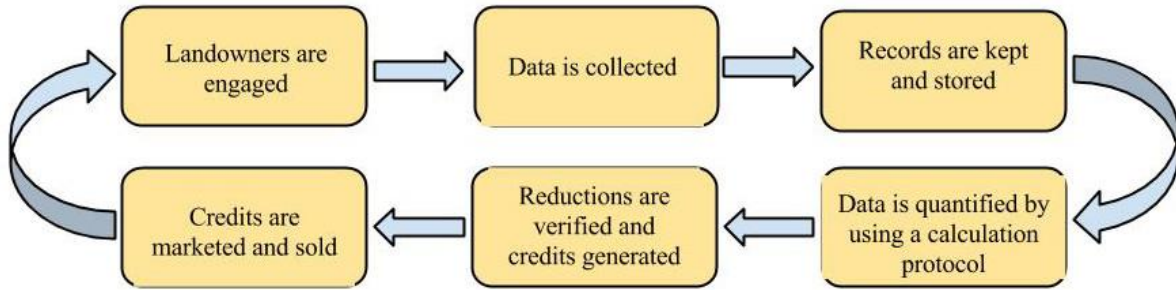 Landowners are
engaged
Data is collected
Records are kept
and stored
Data is quantified by
using a calculation
protocol
Reductions are
verified and
credits generated
Credits are
marketed and sold